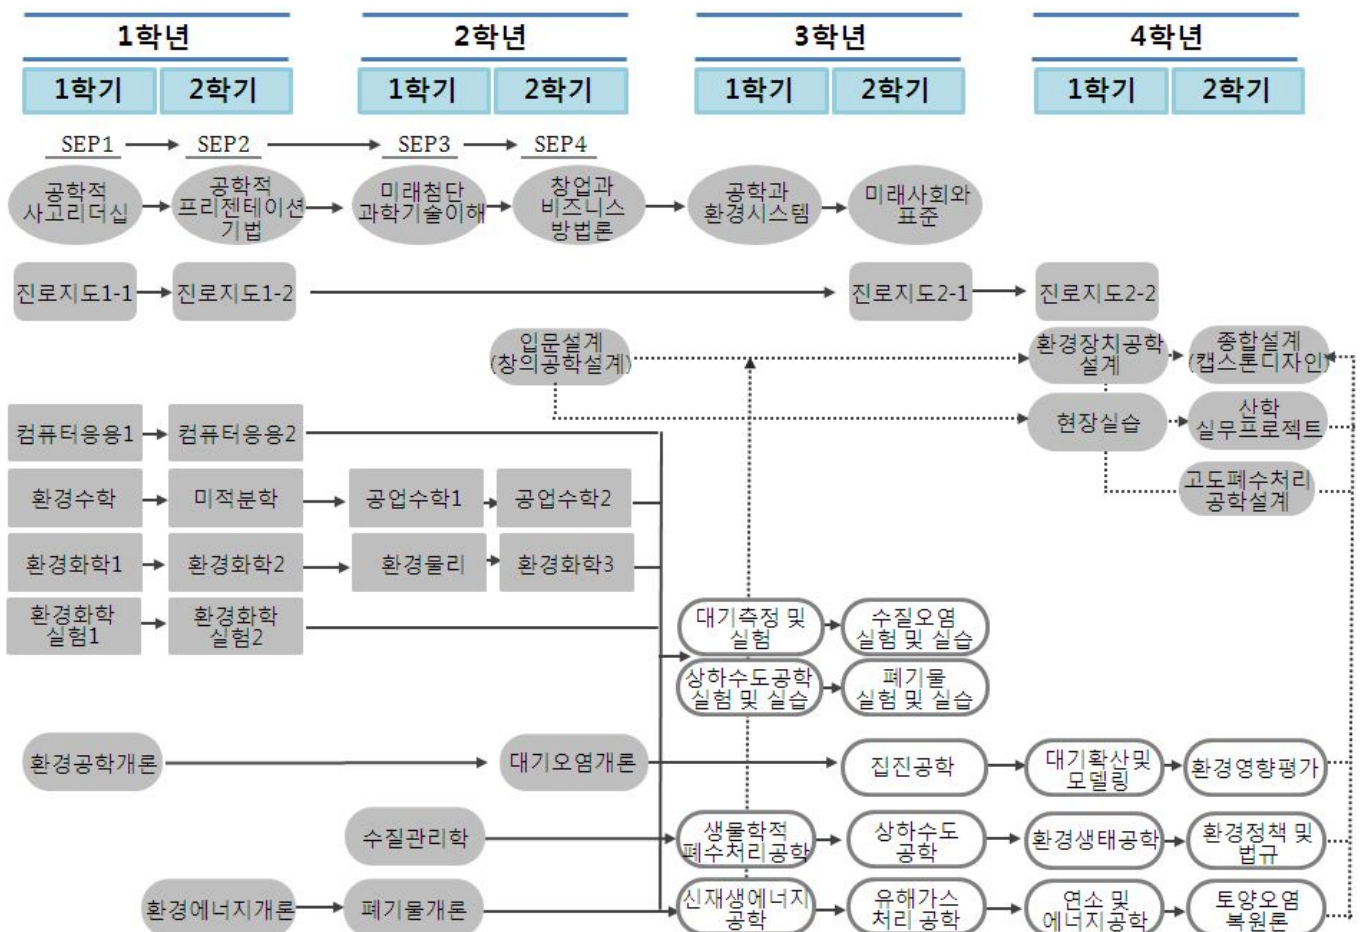 1학년 2학년 3학년 4학년
1학기 2학기 1학기 2학기 1학기 2학기 1학기 2학기
SEP1 SEP2 SEP3 SEP4
공학적
사고리더십
공학적
프리젠테이션
기법
미래첨단
과학기술이해
창업과
비즈니스
방법론
공학과
환경시스템
미래사회와
표준
진로지도1-1 진로지도1-2 진로지도2-1 진로지도2-2
입문설계
(창의공학설계)
환경장치공학
설계
종합설계
(캡스톤디자인)
현장실습
산학
실무프로젝트
고도폐수처리
공학설계
컴퓨터응용1 컴퓨터응용2
환경수학 미적분학 공업수학1 공업수학2
환경화학1 환경화학2 환경물리 환경화학3
환경화학
실험1
환경화학
실험2
대기측정 및
실험
수질오염
실험 및 실습
상하수도공학
실험 및 실습
폐기물
실험 및 실습
환경공학개론 대기오염개론 집진공학
대기확산및
모델링
환경영향평가
수질관리학
생물학적
폐수처리공학
상하수도
공학
환경생태공학
환경정책 및
법규
환경에너지개론 폐기물개론
신재생에너지
공학
유해가스
처리 공학
연소 및
에너지공학
토양오염
복원론